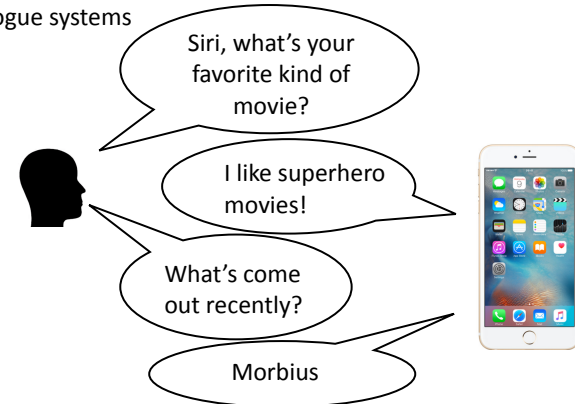 ogue systems
Siri, what's your
favorite kind of
movie?
I like superhero
movies!
What's come
out recently?
Morbius